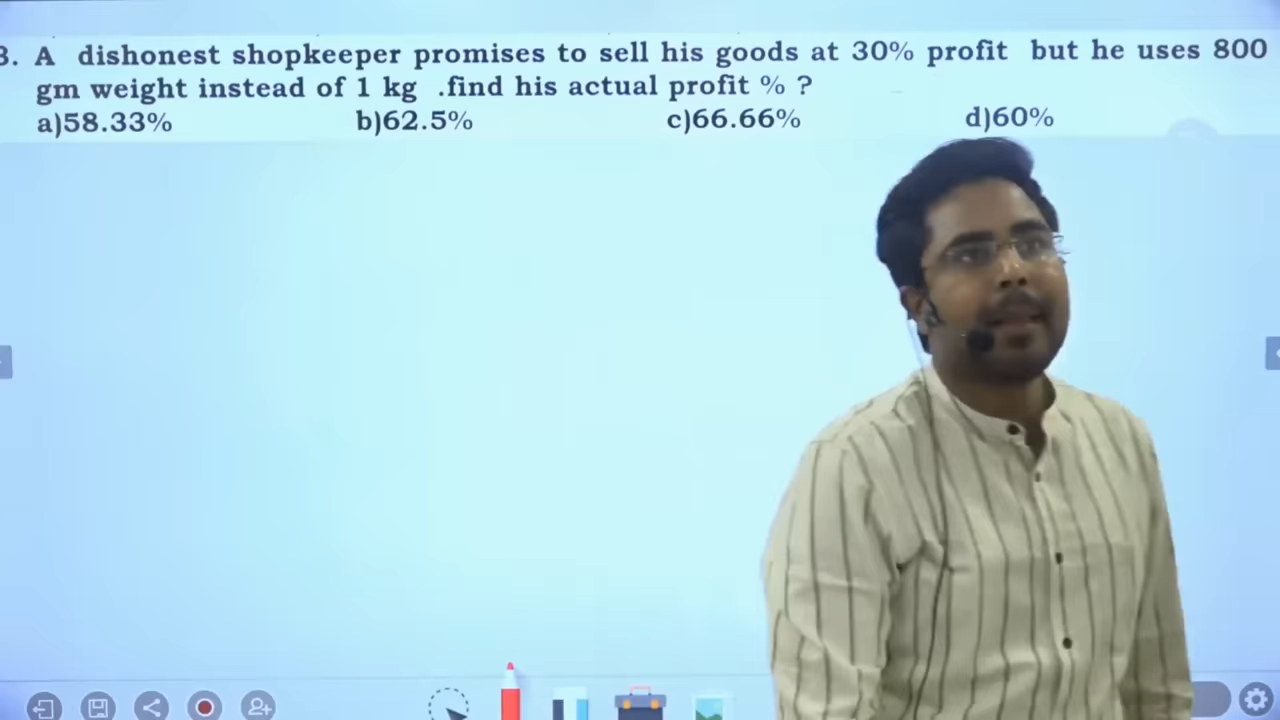 3. A dishonest shopkeeper promises to sell his goods at 30% profit but he uses 800
gm weight instead of 1 kg .find his actual profit % ?
a)58.33% b)62.5% c)66.66% d)60%